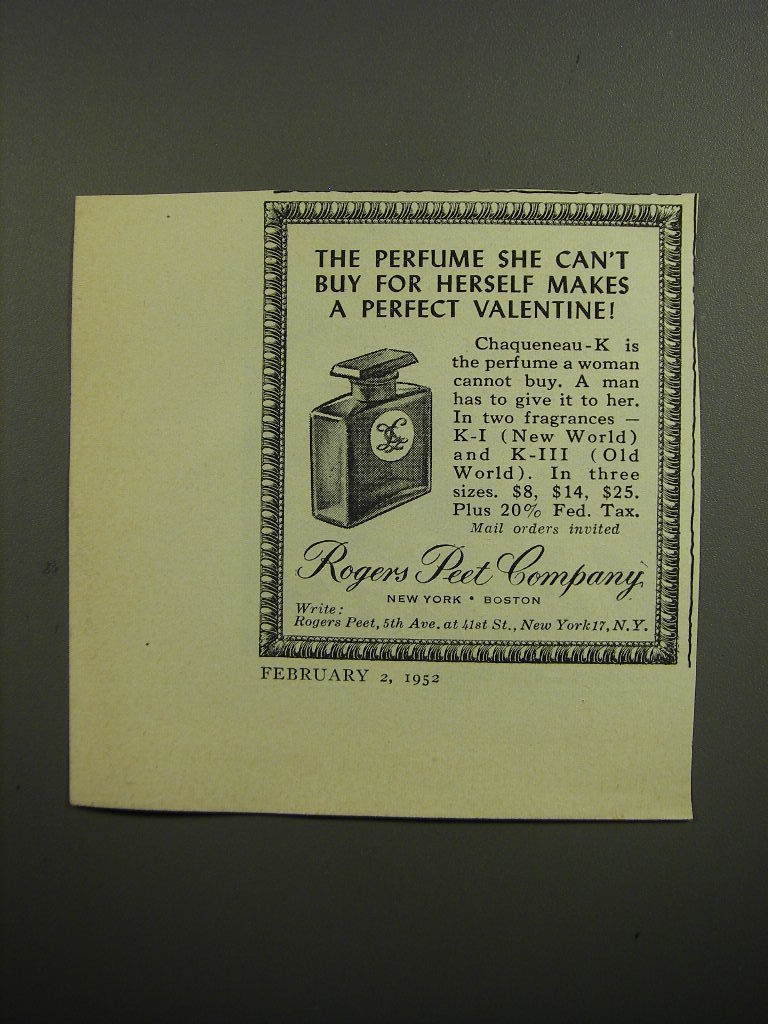 THE PERFUME SHE CAN'T
BUY FOR HERSELF MAKES
A PERFECT VALENTINE!
Chaqueneau-K is
the perfume a woman
cannot buy. A man
has to give it to her.
In two fragrances —
K-I (New World)
and K-III (Old
World). In three
sizes. $8, $14, $25.
Plus 20% Fed. Tax.
Mail orders invited
Rogers Peet Company
NEW YORK • BOSTON
Write:
Rogers Peet, 5th Ave. at 41st St., New York 17, N.Y.
FEBRUARY 2, 1952